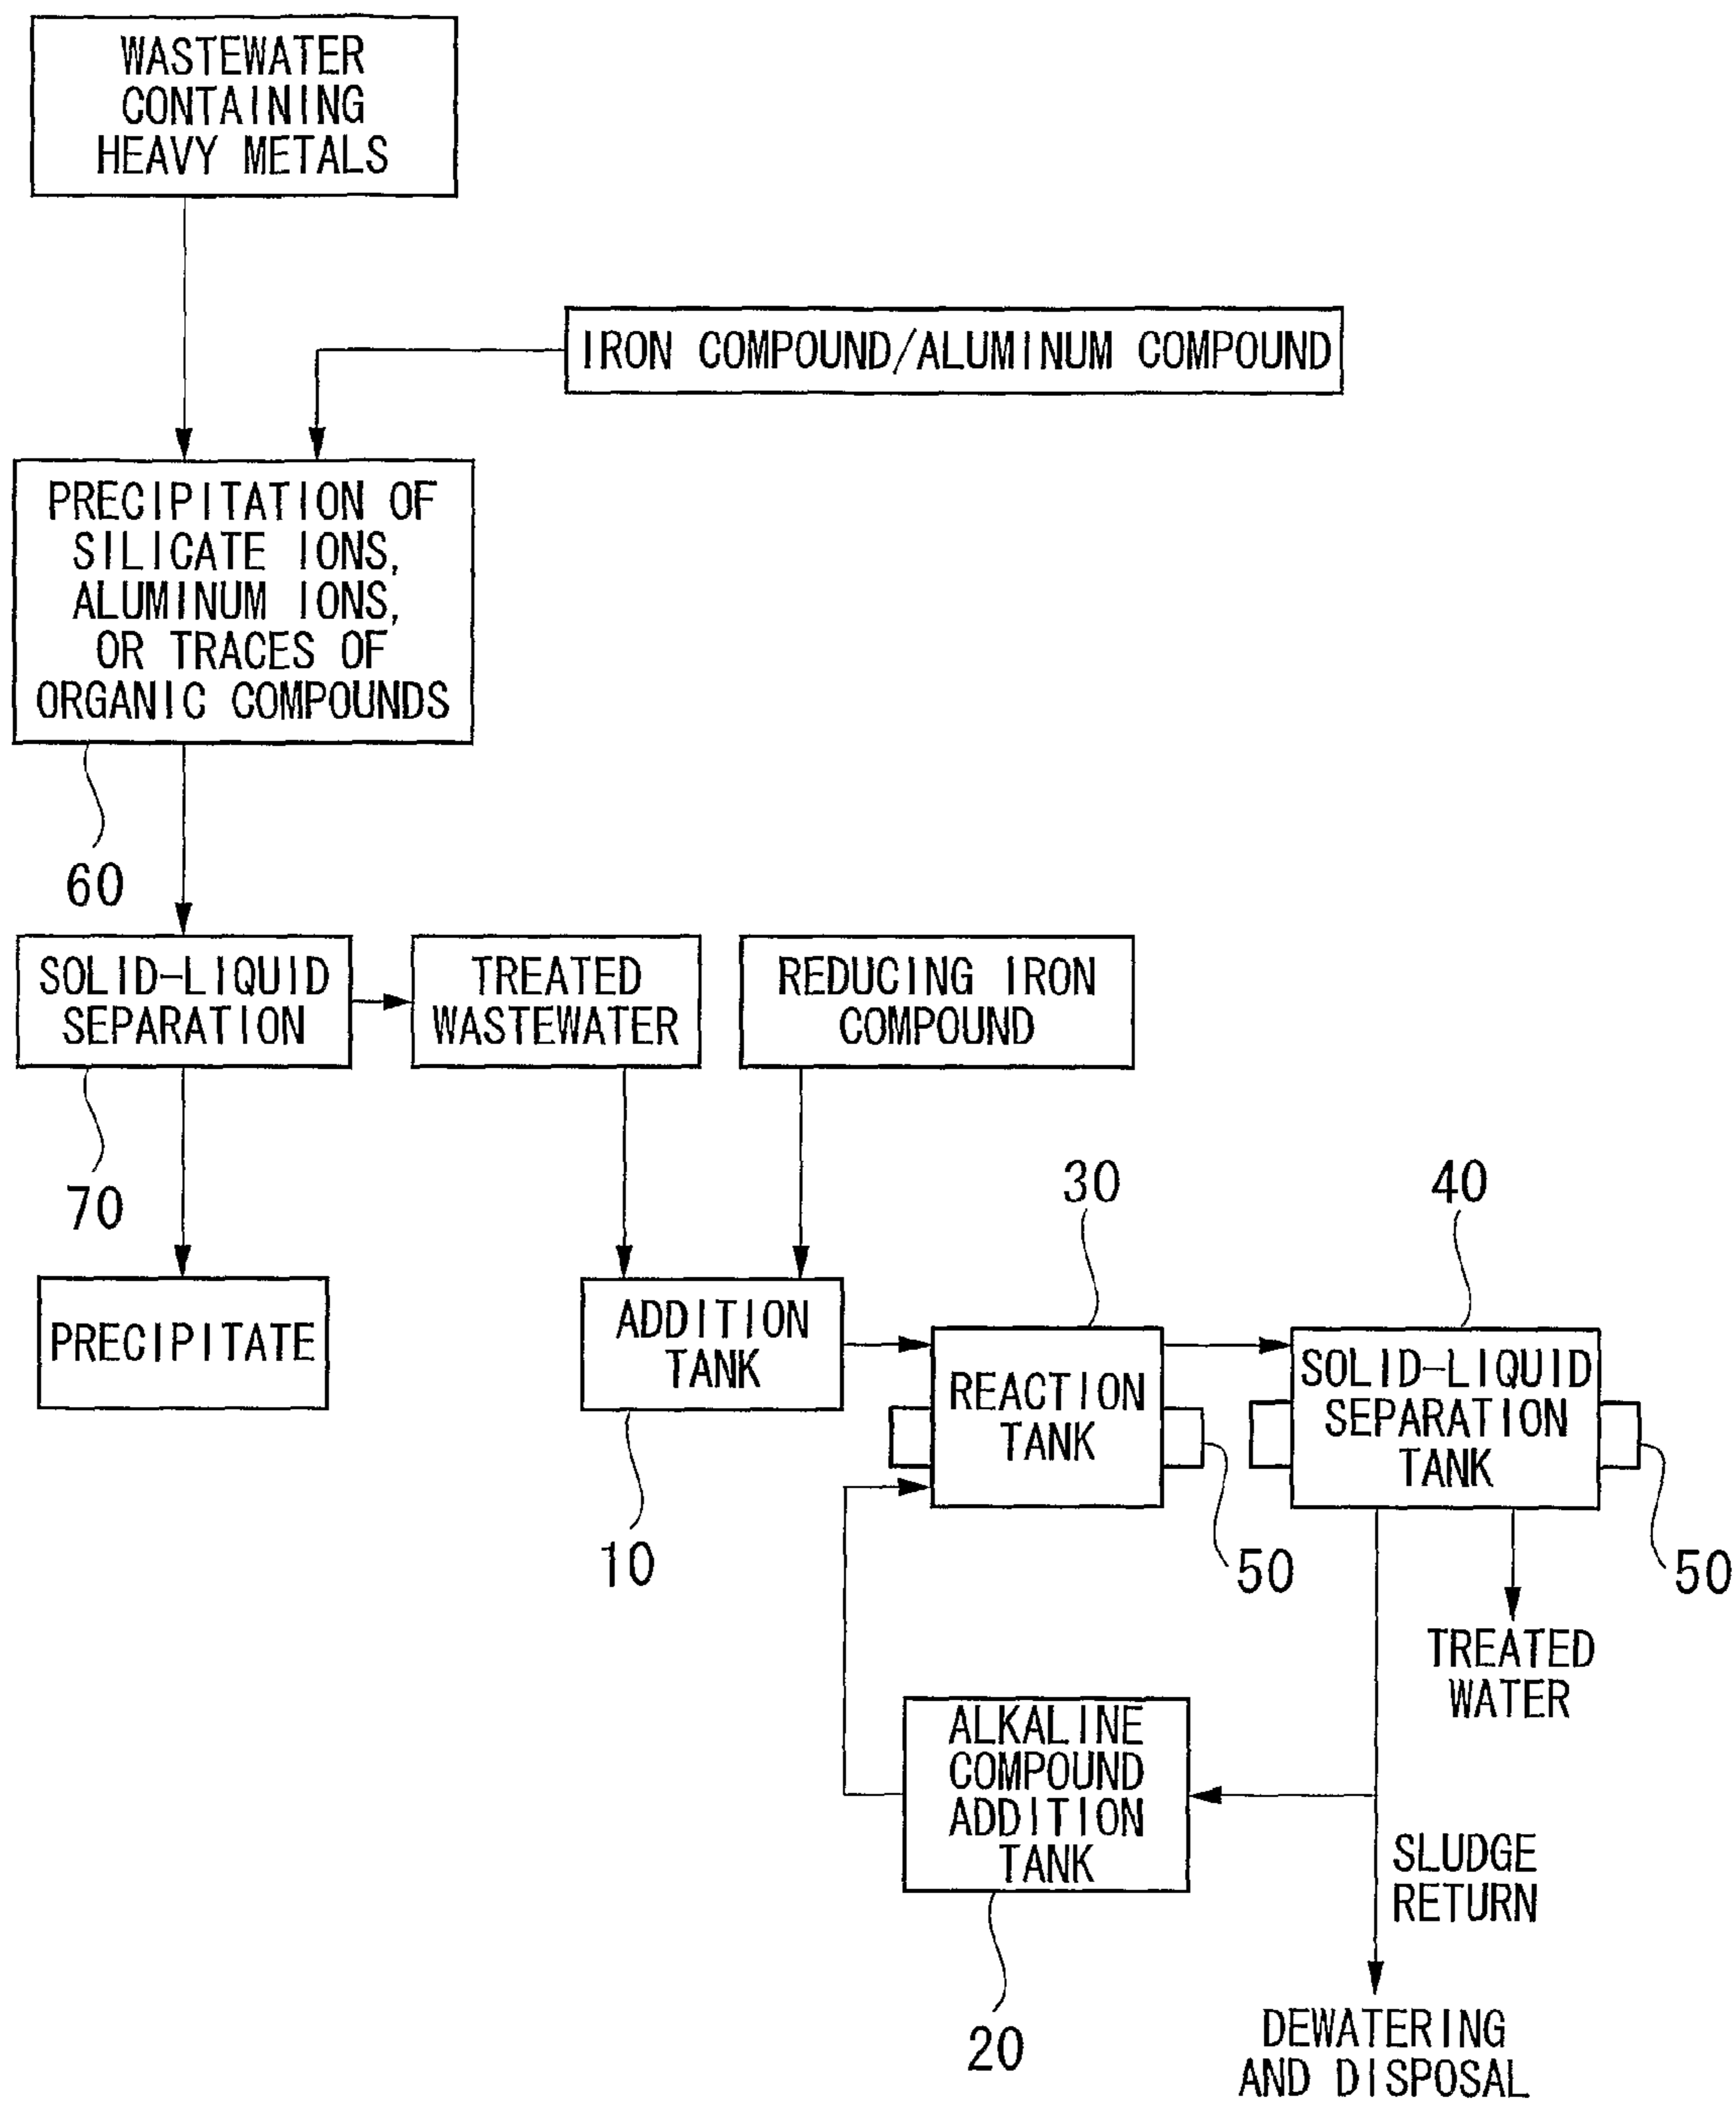 WASTEWATER
CONTAINING
HEAVY METALS
IRON COMPOUND/ALUMINUM COMPOUND
PRECIPITATION OF
SILICATE IONS,
ALUMINUM IONS,
OR TRACES OF
ORGANIC COMPOUNDS
60
SOLID-LIQUID
SEPARATION
TREATED
WASTEWATER
REDUCING IRON
COMPOUND
70
30
40
PRECIPITATE
ADDITION
TANK
REACTION
TANK
SOLID-LIQUID
SEPARATION
TANK
10
50
50
TREATED
WATER
ALKALINE
COMPOUND
ADDITION
TANK
SLUDGE
RETURN
20
DEWATERING
AND DISPOSAL